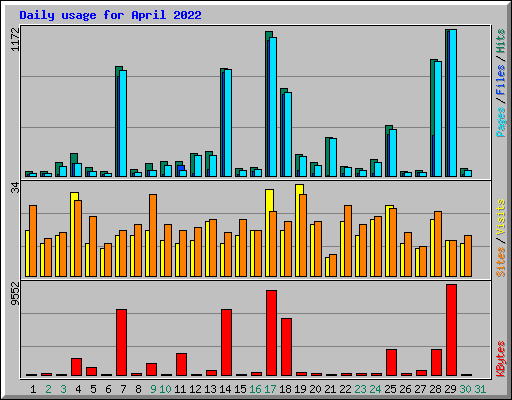 Daily usage for April 2022
1172
Pages / Files / Hits
34
Sites / Visits
9552
KBytes
1 2 3 4 5 6 7 8 9 10 11 12 13 14 15 16 17 18 19 20 21 22 23 24 25 26 27 28 29 30 31